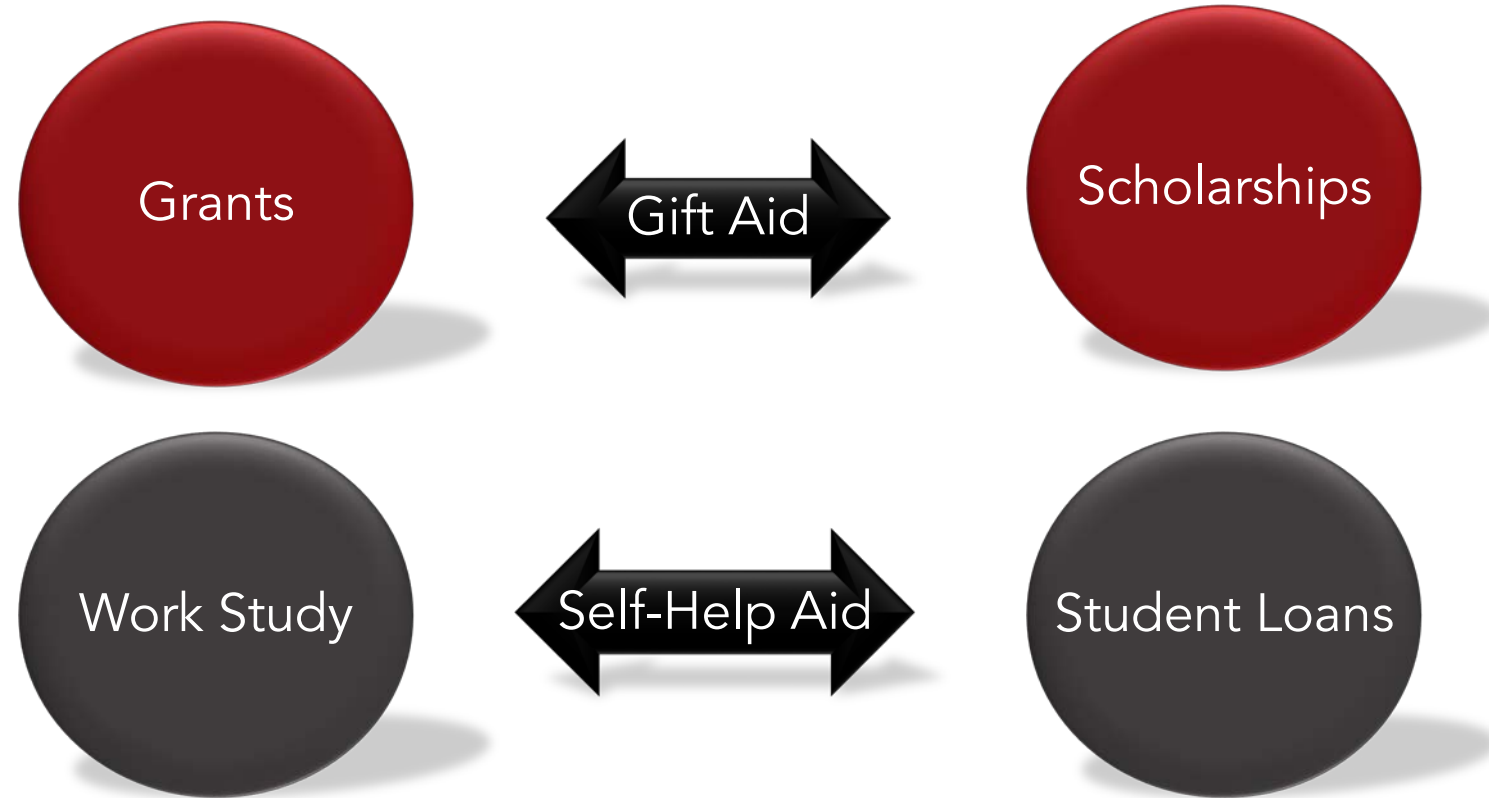 Grants
Gift Aid
Scholarships
Work Study
Self-Help Aid
Student Loans